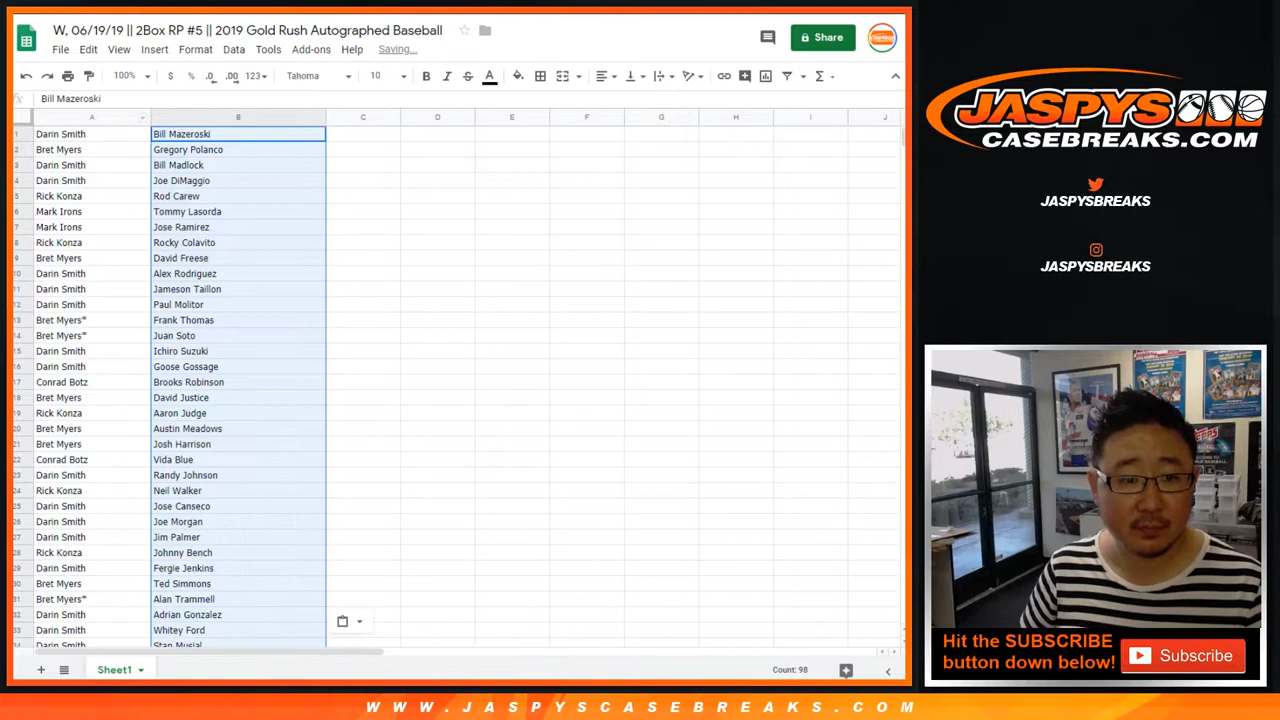 W, 06/19/19 || 2Box RP #5 || 2019 Gold Rush Autographed Baseball
File Edit View Insert Format Data Tools Add-ons Help Saving...
Share
100% $ % .0 .00 123 Tahoma 10 B I S A
fx Bill Mazeroski
A B C D E F G H I J
1 Darin Smith Bill Mazeroski
2 Bret Myers Gregory Polanco
3 Darin Smith Bill Madlock
4 Darin Smith Joe DiMaggio
5 Rick Konza Rod Carew
6 Mark Irons Tommy Lasorda
7 Mark Irons Jose Ramirez
8 Rick Konza Rocky Colavito
9 Bret Myers David Freese
10 Darin Smith Alex Rodriguez
11 Darin Smith Jameson Taillon
12 Darin Smith Paul Molitor
13 Bret Myers* Frank Thomas
14 Bret Myers* Juan Soto
15 Darin Smith Ichiro Suzuki
16 Darin Smith Goose Gossage
17 Conrad Botz Brooks Robinson
18 Bret Myers David Justice
19 Rick Konza Aaron Judge
20 Bret Myers Austin Meadows
21 Bret Myers Josh Harrison
22 Conrad Botz Vida Blue
23 Darin Smith Randy Johnson
24 Rick Konza Neil Walker
25 Darin Smith Jose Canseco
26 Darin Smith Joe Morgan
27 Darin Smith Jim Palmer
28 Rick Konza Johnny Bench
29 Darin Smith Fergie Jenkins
30 Bret Myers Ted Simmons
31 Bret Myers* Alan Trammell
32 Darin Smith Adrian Gonzalez
33 Darin Smith Whitey Ford
34 Stan Musial
Sheet1
Count: 98
JASPYS
CASEBREAKS.COM
JASPYSBREAKS
JASPYSBREAKS
topps
Hit the SUBSCRIBE
button down below!
Subscribe
WWW.JASPYSCASEBREAKS.COM